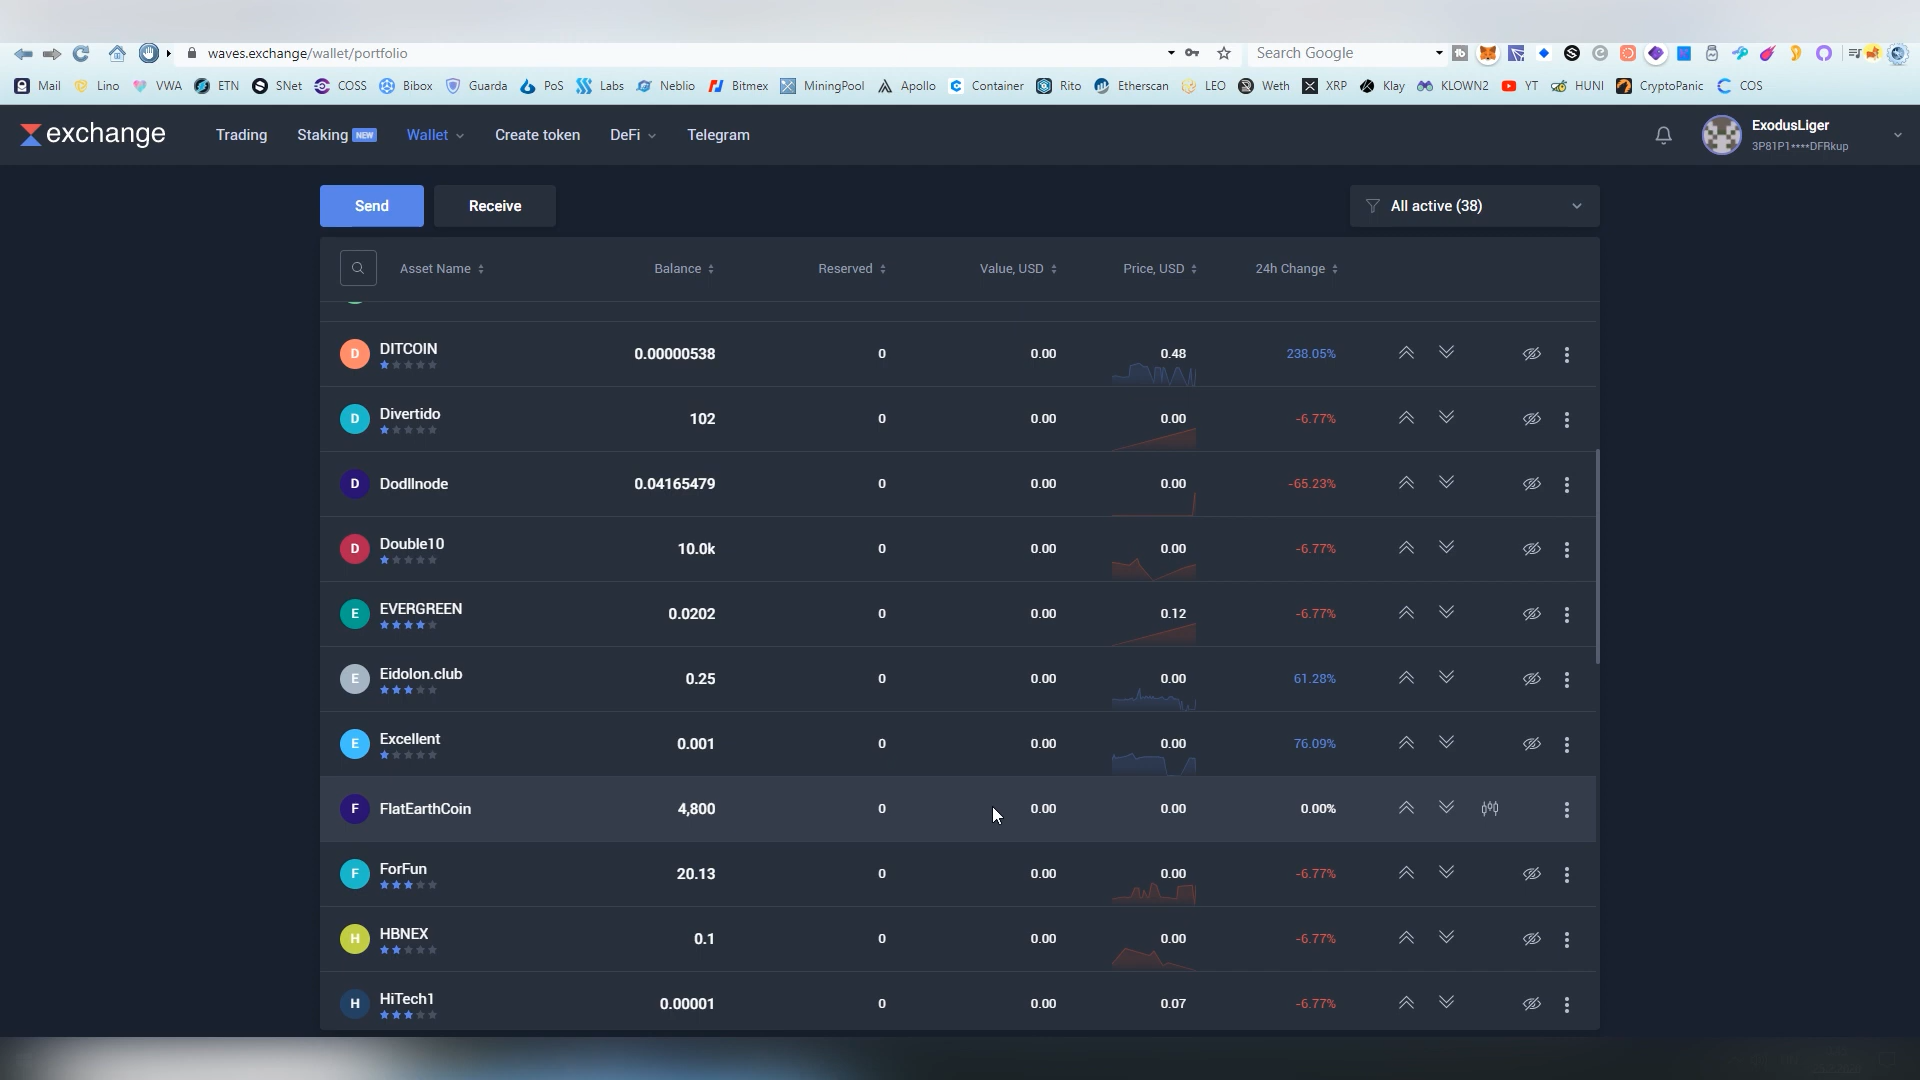 waves.exchange/wallet/portfolio
Search Google
Mail Lino VWA ETN SNet COSS Bibox Guarda PoS Labs Neblio Bitmex MiningPool Apollo Container Rito Etherscan LEO Weth XRP Klay KLOWN2 YT HUNI CryptoPanic COS
exchange Trading Staking NEW Wallet Create token DeFi Telegram
ExodusLiger
3P81P1****DFRkup
Send Receive All active (38)
Asset Name Balance Reserved Value, USD Price, USD 24h Change
D DITCOIN 0.00000538 0 0.00 0.48 238.05%
D Divertido 102 0 0.00 0.00 -6.77%
D Dodllnode 0.04165479 0 0.00 0.00 -65.23%
D Double10 10.0k 0 0.00 0.00 -6.77%
E EVERGREEN 0.0202 0 0.00 0.12 -6.77%
E Eidolon.club 0.25 0 0.00 0.00 61.28%
E Excellent 0.001 0 0.00 0.00 76.09%
F FlatEarthCoin 4,800 0 0.00 0.00 0.00%
F ForFun 20.13 0 0.00 0.00 -6.77%
H HBNEX 0.1 0 0.00 0.00 -6.77%
H HiTech1 0.00001 0 0.00 0.07 -6.77%